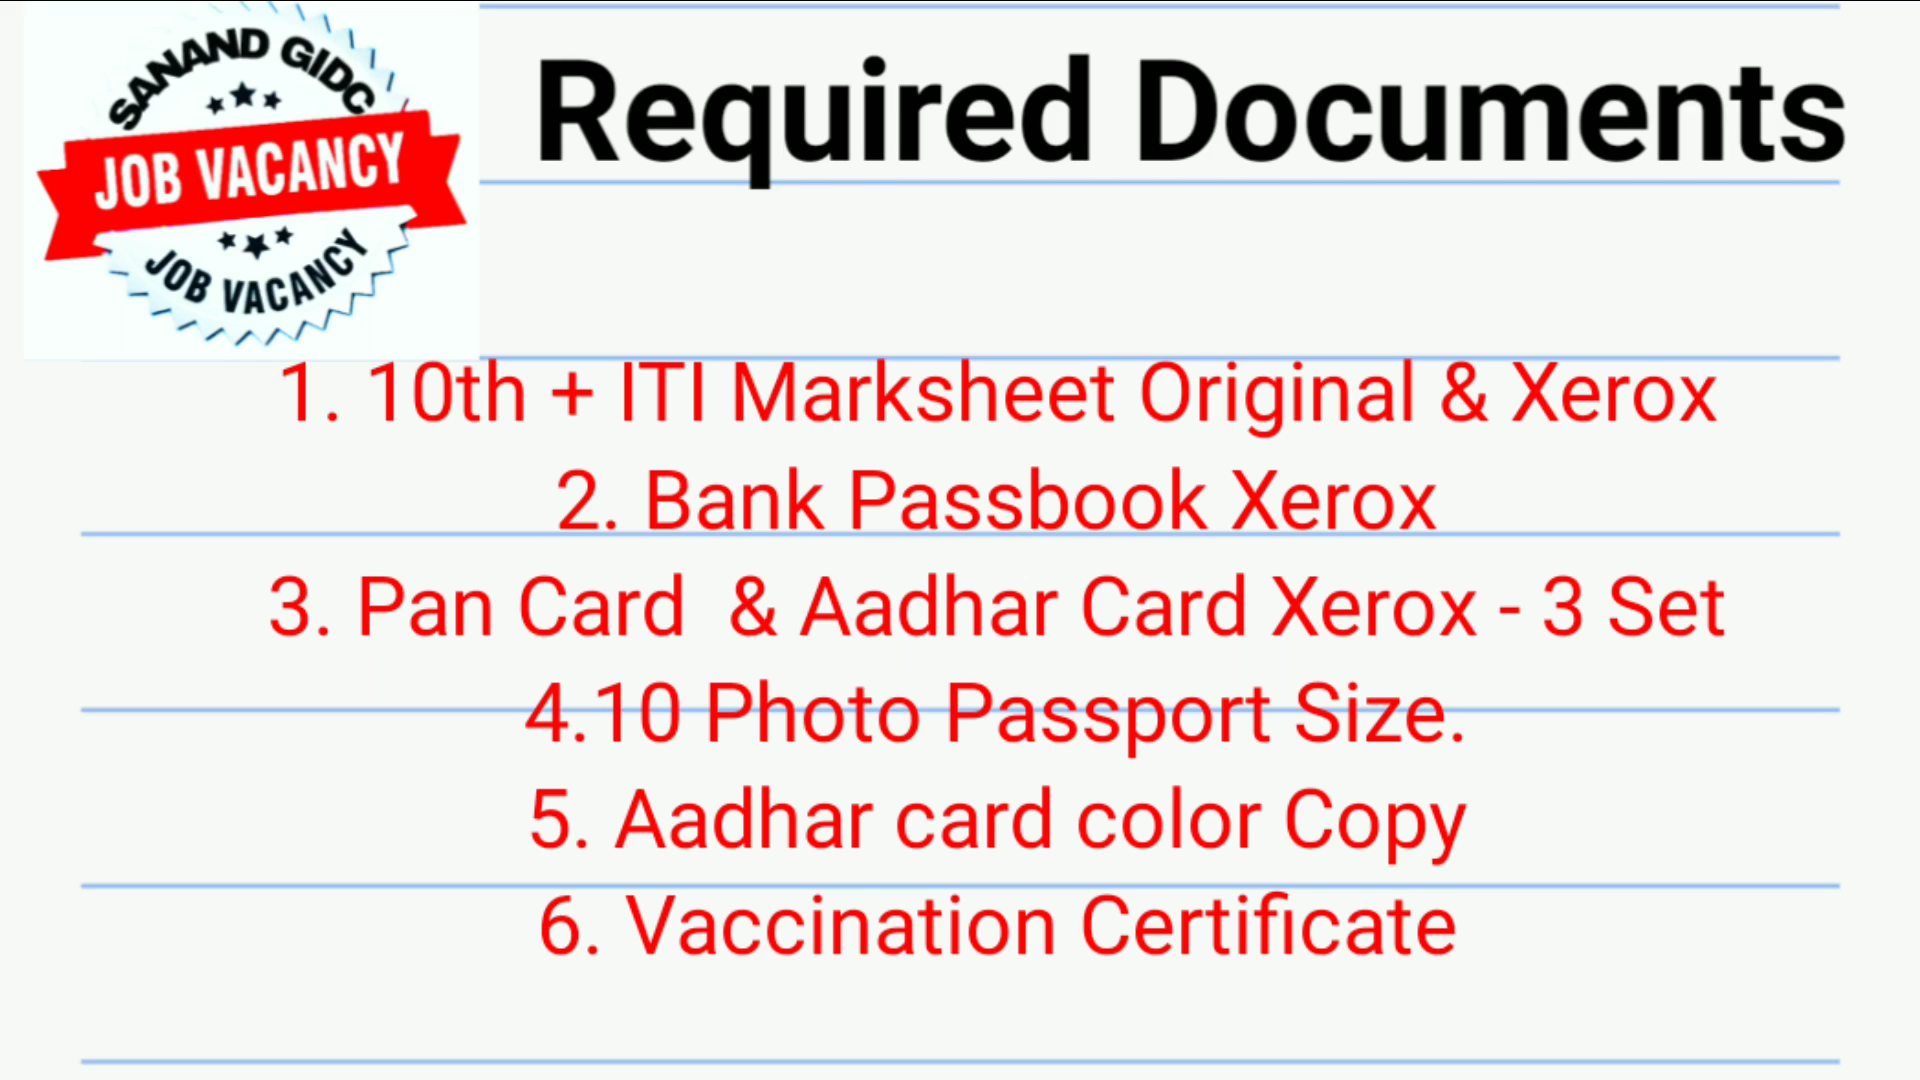 SANAND GIDC
JOB VACANCY
JOB VACANCY
Required Documents
1. 10th + ITI Marksheet Original & Xerox
2. Bank Passbook Xerox
3. Pan Card & Aadhar Card Xerox - 3 Set
4.10 Photo Passport Size.
5. Aadhar card color Copy
6. Vaccination Certificate